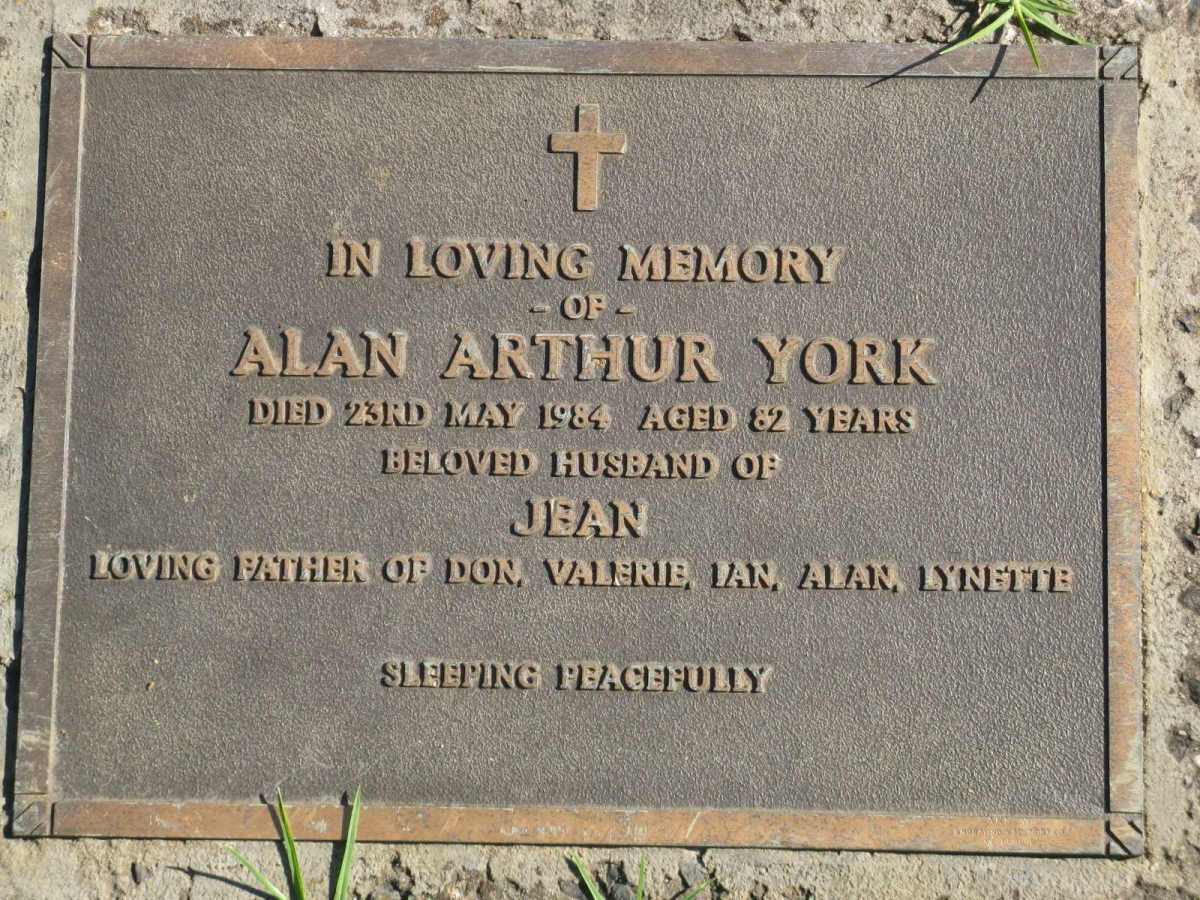 IN LOVING MEMORY
- OF -
ALAN ARTHUR YORK
DIED 23RD MAY 1984 AGED 82 YEARS
BELOVED HUSBAND OF
JEAN
LOVING FATHER OF DON, VALERIE, IAN, ALAN, LYNETTE
SLEEPING PEACEFULLY